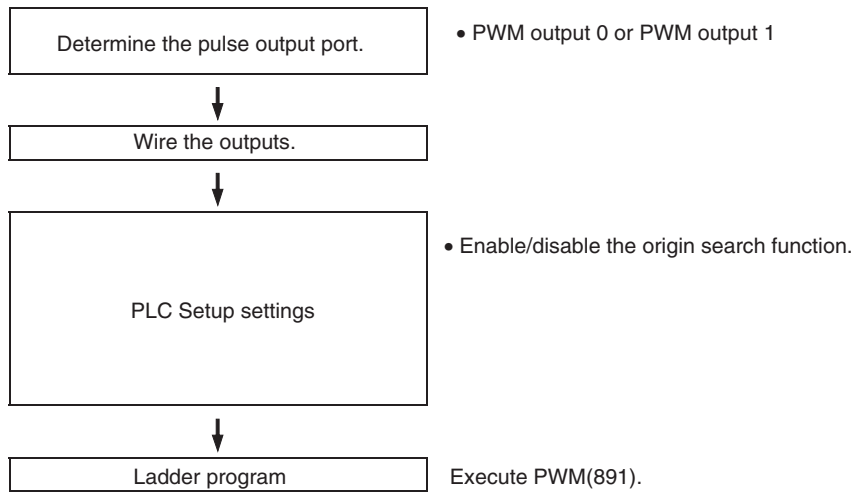 Determine the pulse output port.
• PWM output 0 or PWM output 1
Wire the outputs.
• Enable/disable the origin search function.
PLC Setup settings
Ladder program
Execute PWM(891).